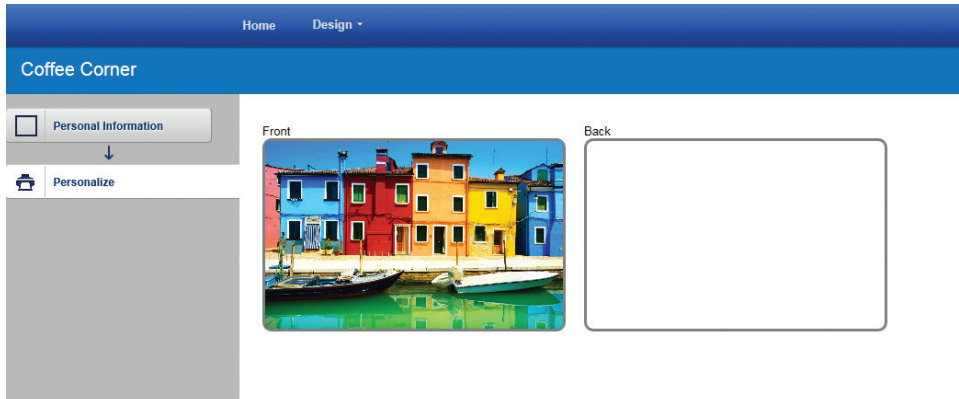 Home Design
Coffee Corner
Personal Information
Personalize
Front Back